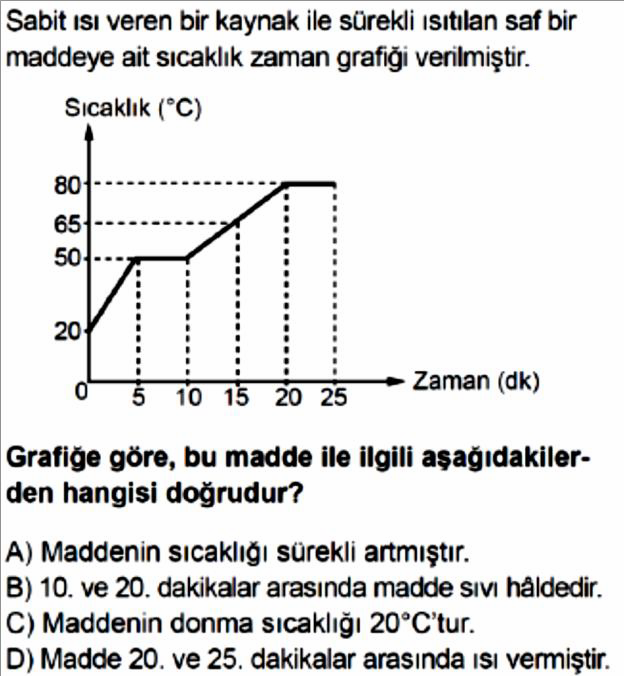 Sabit ısı veren bir kaynak ile sürekli ısıtılan saf bir
maddeye ait sıcaklık zaman grafiği verilmiştir.
Sıcaklık (°C)
80
65
50
20
0
5 10 15 20 25
Zaman (dk)
Grafiğe göre, bu madde ile ilgili aşağıdakiler-
den hangisi doğrudur?
A) Maddenin sıcaklığı sürekli artmıştır.
B) 10. ve 20. dakikalar arasında madde sıvı hâldedir.
C) Maddenin donma sıcaklığı 20°C'tur.
D) Madde 20. ve 25. dakikalar arasında ısı vermiştir.